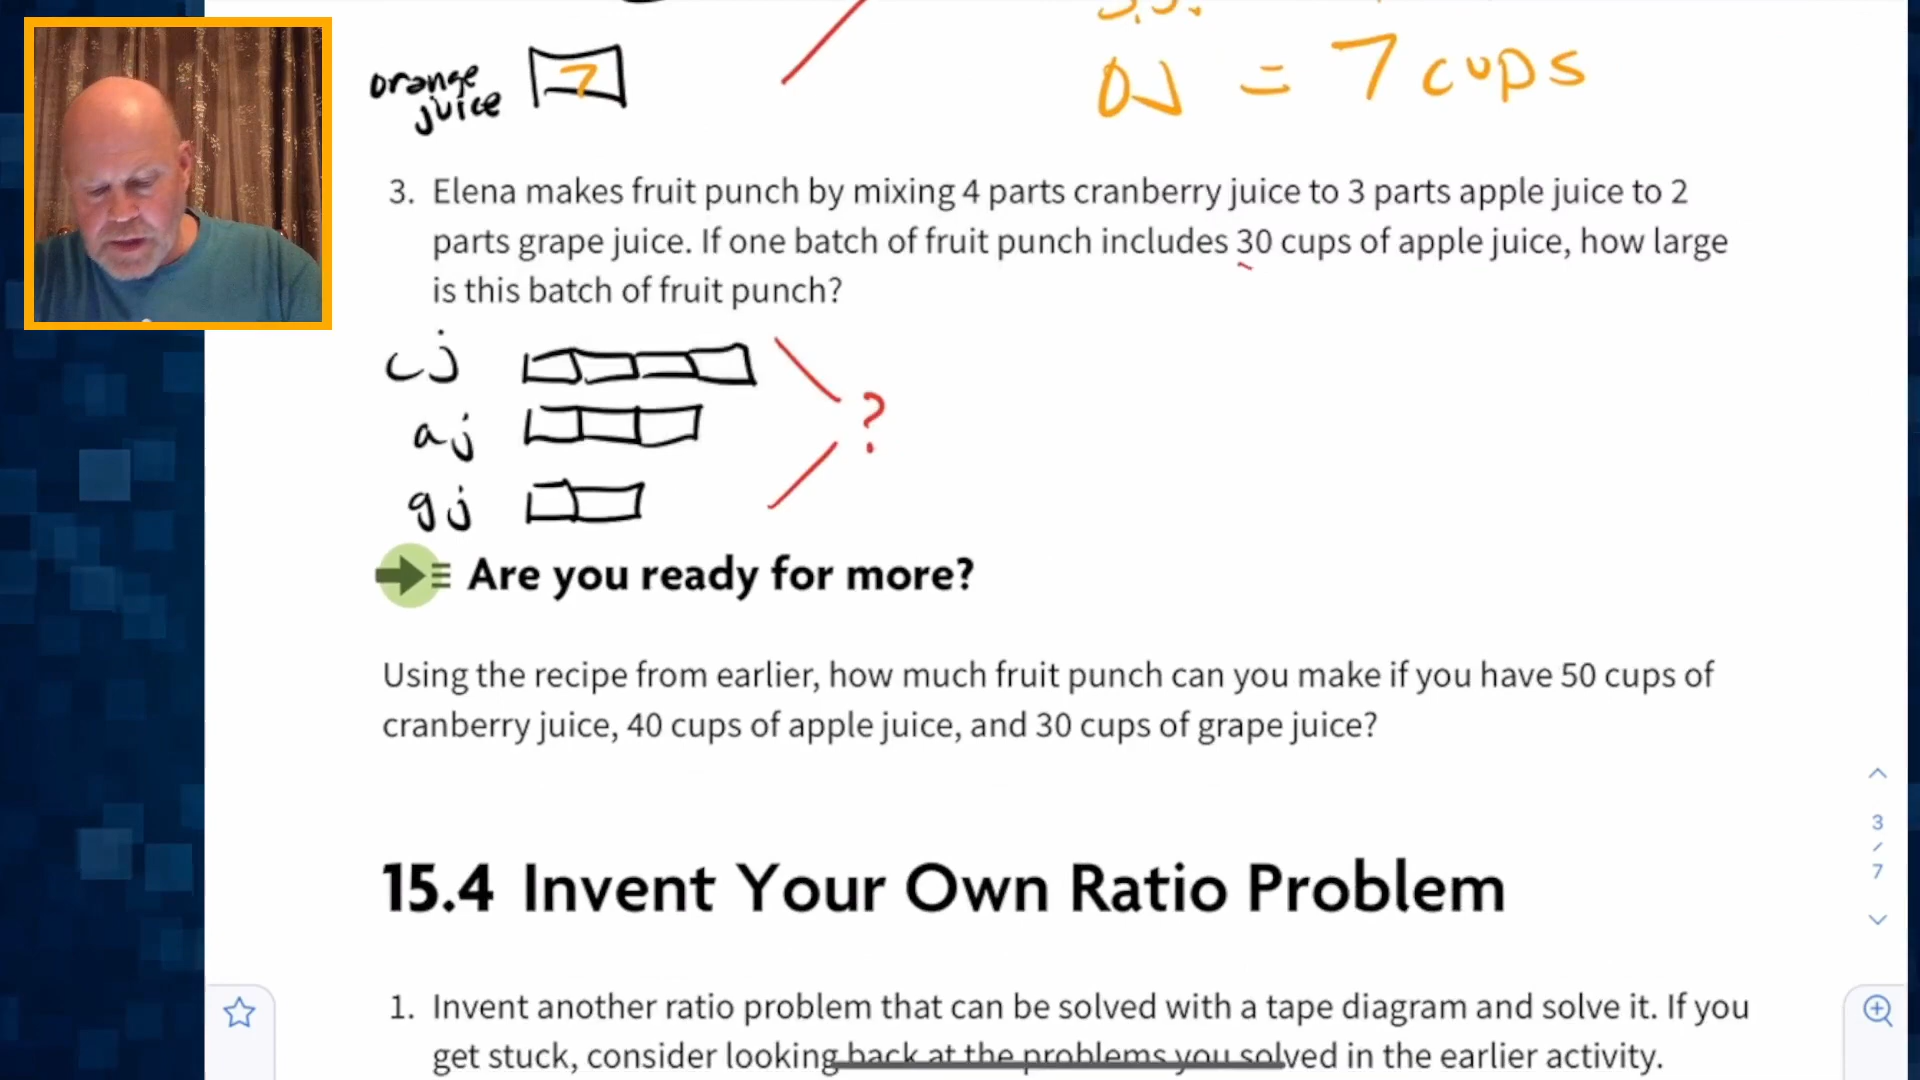 orange
juice
7
OJ = 7 cups
3. Elena makes fruit punch by mixing 4 parts cranberry juice to 3 parts apple juice to 2
parts grape juice. If one batch of fruit punch includes 30 cups of apple juice, how large
is this batch of fruit punch?
cj
aj
gj
?
Are you ready for more?
Using the recipe from earlier, how much fruit punch can you make if you have 50 cups of
cranberry juice, 40 cups of apple juice, and 30 cups of grape juice?
3
/
7
15.4 Invent Your Own Ratio Problem
1. Invent another ratio problem that can be solved with a tape diagram and solve it. If you
get stuck, consider looking back at the problems you solved in the earlier activity.